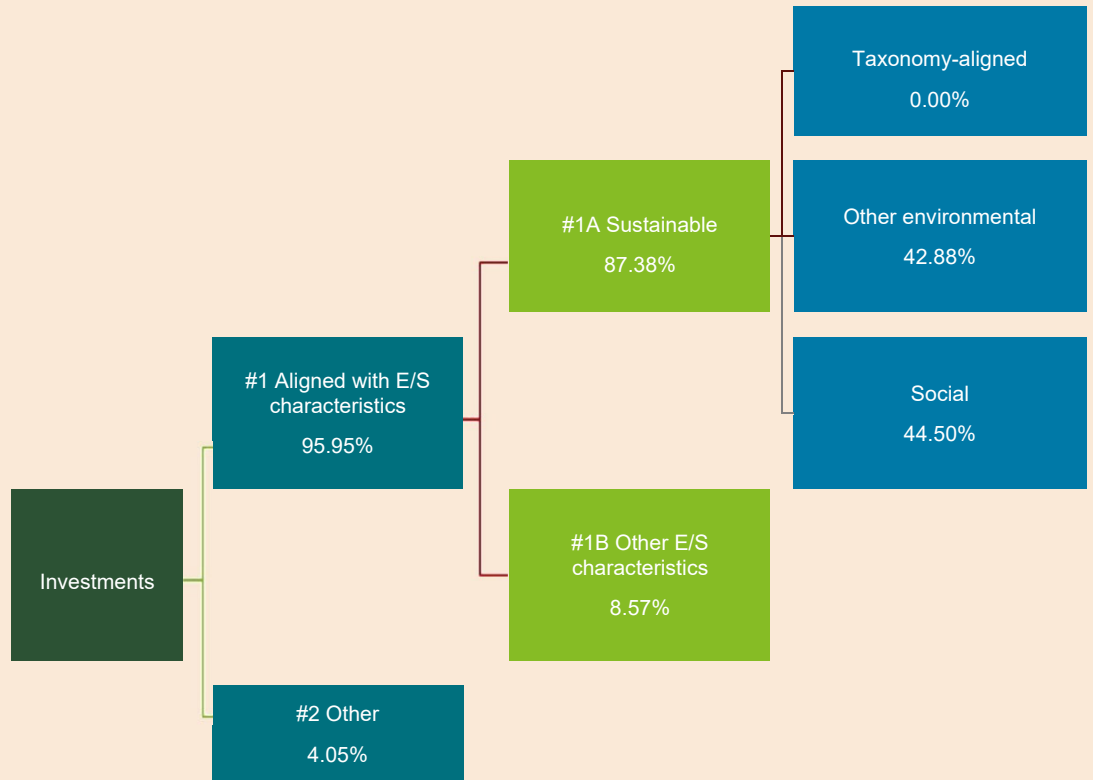 Taxonomy-aligned
0.00%
#1A Sustainable
87.38%
Other environmental
42.88%
#1 Aligned with E/S
characteristics
95.95%
Social
44.50%
Investments
#1B Other E/S
characteristics
8.57%
#2 Other
4.05%